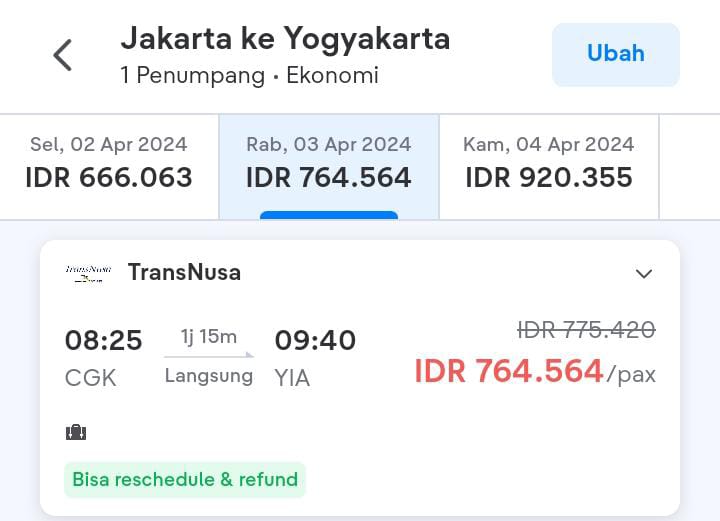 Jakarta ke Yogyakarta
1 Penumpang • Ekonomi
Ubah
Sel, 02 Apr 2024
IDR 666.063
Rab, 03 Apr 2024
IDR 764.564
Kam, 04 Apr 2024
IDR 920.355
TransNusa
TransNusa
08:25
1j 15m
09:40
CGK
Langsung
YIA
IDR 775.420
IDR 764.564/pax
Bisa reschedule & refund